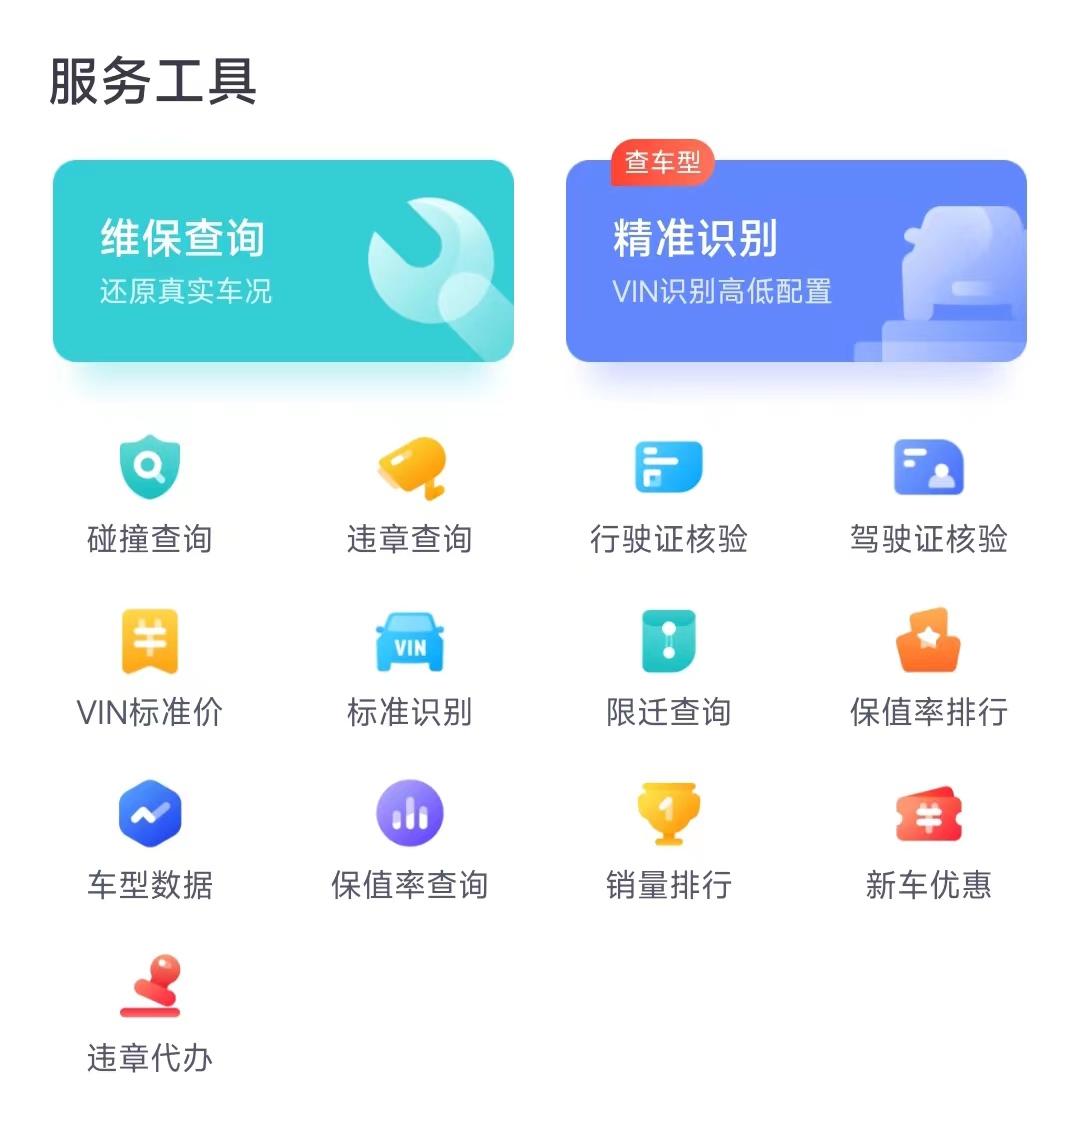 服务工具
查车型
维保查询
还原真实车况
精准识别
VIN识别高低配置
碰撞查询
违章查询
行驶证核验
驾驶证核验
VIN
VIN标准价
标准识别
限迁查询
保值率排行
1
车型数据
保值率查询
销量排行
新车优惠
违章代办